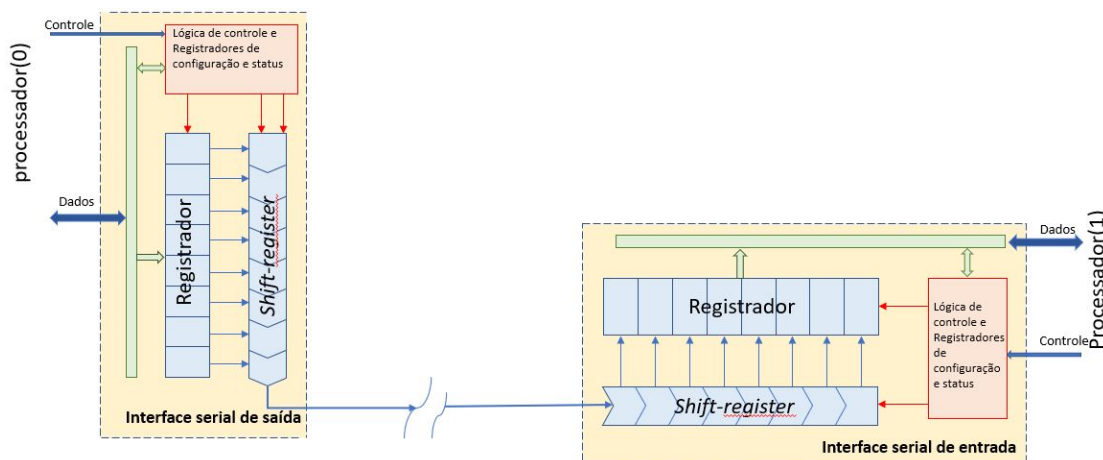 Controle
Lógica de controle e
Registradores de
configuração e status
processador(0)
Dados
Registrador
Shift-register
Interface serial de saída
Dados
Processador(1)
Registrador
Lógica de
controle e
Registradores
de
configuração
e status
Controle
Shift-register
Interface serial de entrada